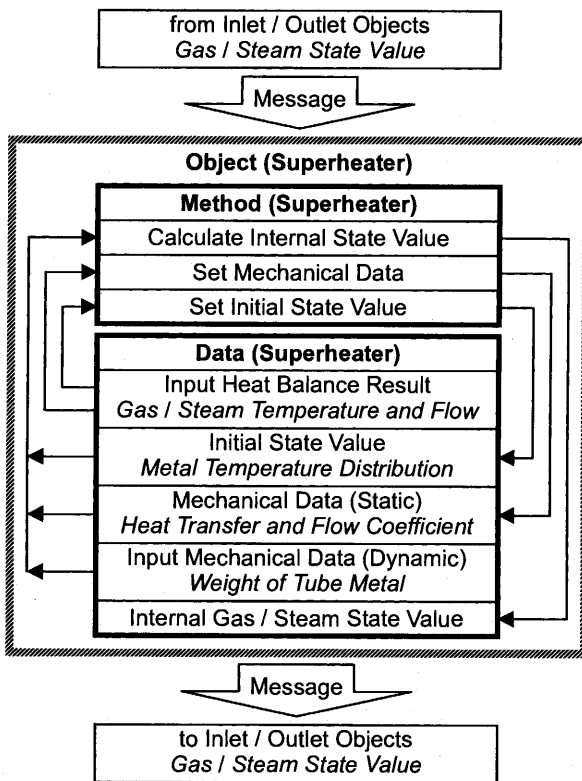 from Inlet / Outlet Objects
Gas / Steam State Value
Message
Object (Superheater)
Method (Superheater)
Calculate Internal State Value
Set Mechanical Data
Set Initial State Value
Data (Superheater)
Input Heat Balance Result
Gas / Steam Temperature and Flow
Initial State Value
Metal Temperature Distribution
Mechanical Data (Static)
Heat Transfer and Flow Coefficient
Input Mechanical Data (Dynamic)
Weight of Tube Metal
Internal Gas / Steam State Value
Message
to Inlet / Outlet Objects
Gas / Steam State Value